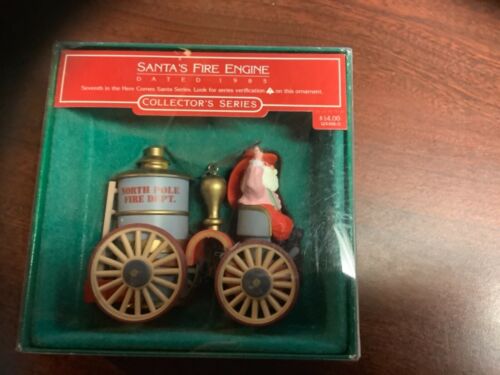 SANTA'S FIRE ENGINE
DATED 1985
Seventh in the Here Comes Santa Series. Look for series verification on this ornament.
COLLECTOR'S SERIES
$14.00
NORTH POLE
FIRE DEPT.